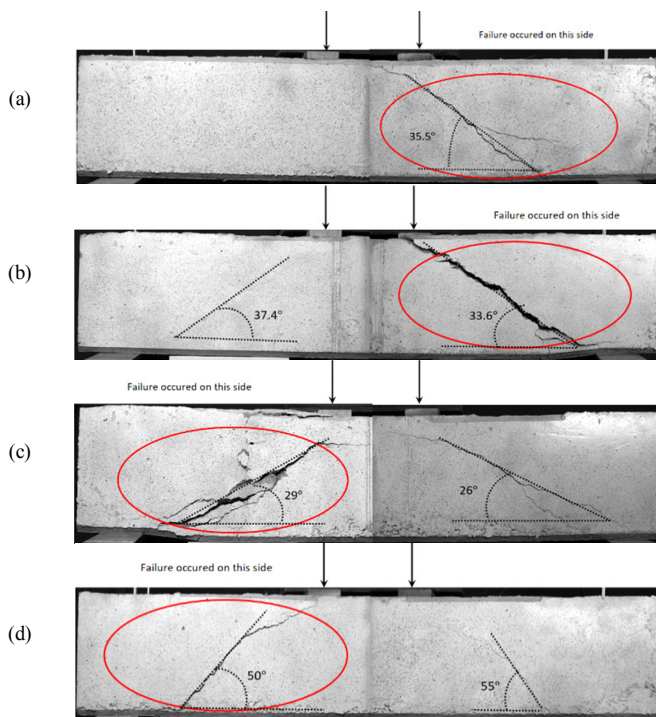 Failure occured on this side
(a)
35.5°
Failure occured on this side
(b)
37.4°
33.6°
Failure occured on this side
(c)
29°
26°
Failure occured on this side
(d)
50°
55°